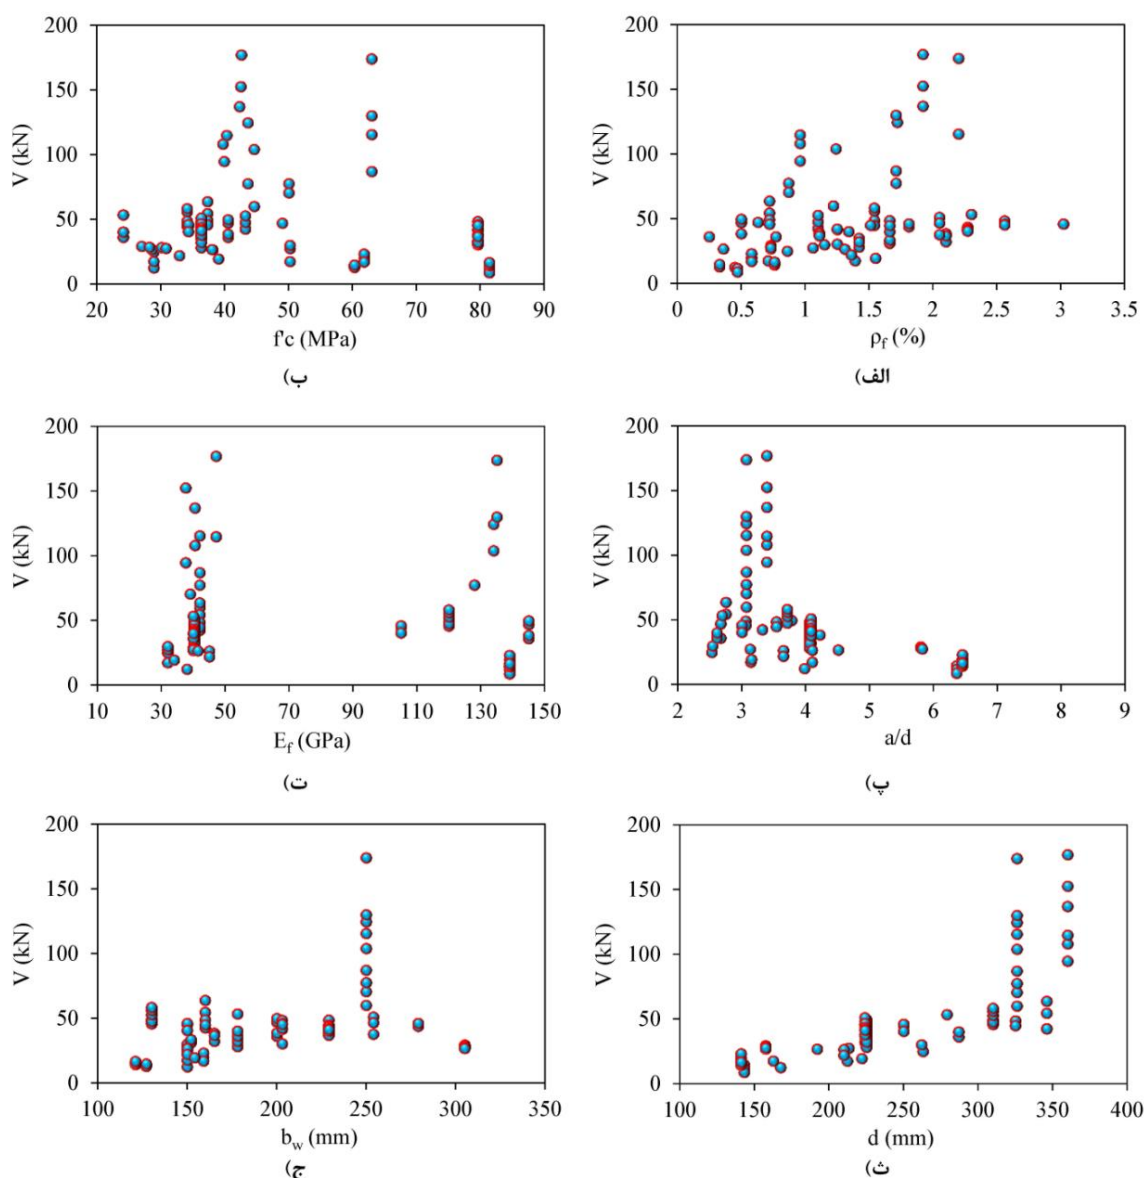 V (kN)
200
150
100
50
0
0 0.5 1 1.5 2 2.5 3 3.5
ρf (%)
الف)
V (kN)
200
150
100
50
0
20 30 40 50 60 70 80 90
f'c (MPa)
ب)
V (kN)
200
150
100
50
0
2 3 4 5 6 7 8 9
a/d
پ)
V (kN)
200
150
100
50
0
10 30 50 70 90 110 130 150
Ef (GPa)
ت)
V (kN)
200
150
100
50
0
100 150 200 250 300 350 400
d (mm)
ث)
V (kN)
200
150
100
50
0
100 150 200 250 300 350
bw (mm)
ج)